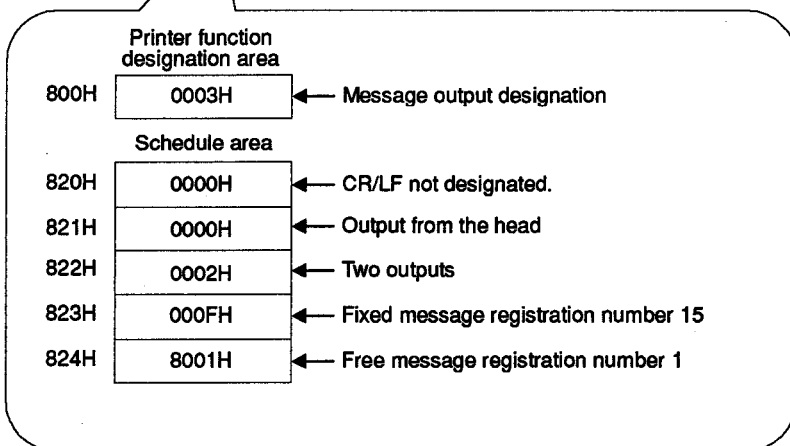 Printer function
designation area
800H 0003H Message output designation
Schedule area
820H 0000H CR/LF not designated.
821H 0000H Output from the head
822H 0002H Two outputs
823H 000FH Fixed message registration number 15
824H 8001H Free message registration number 1